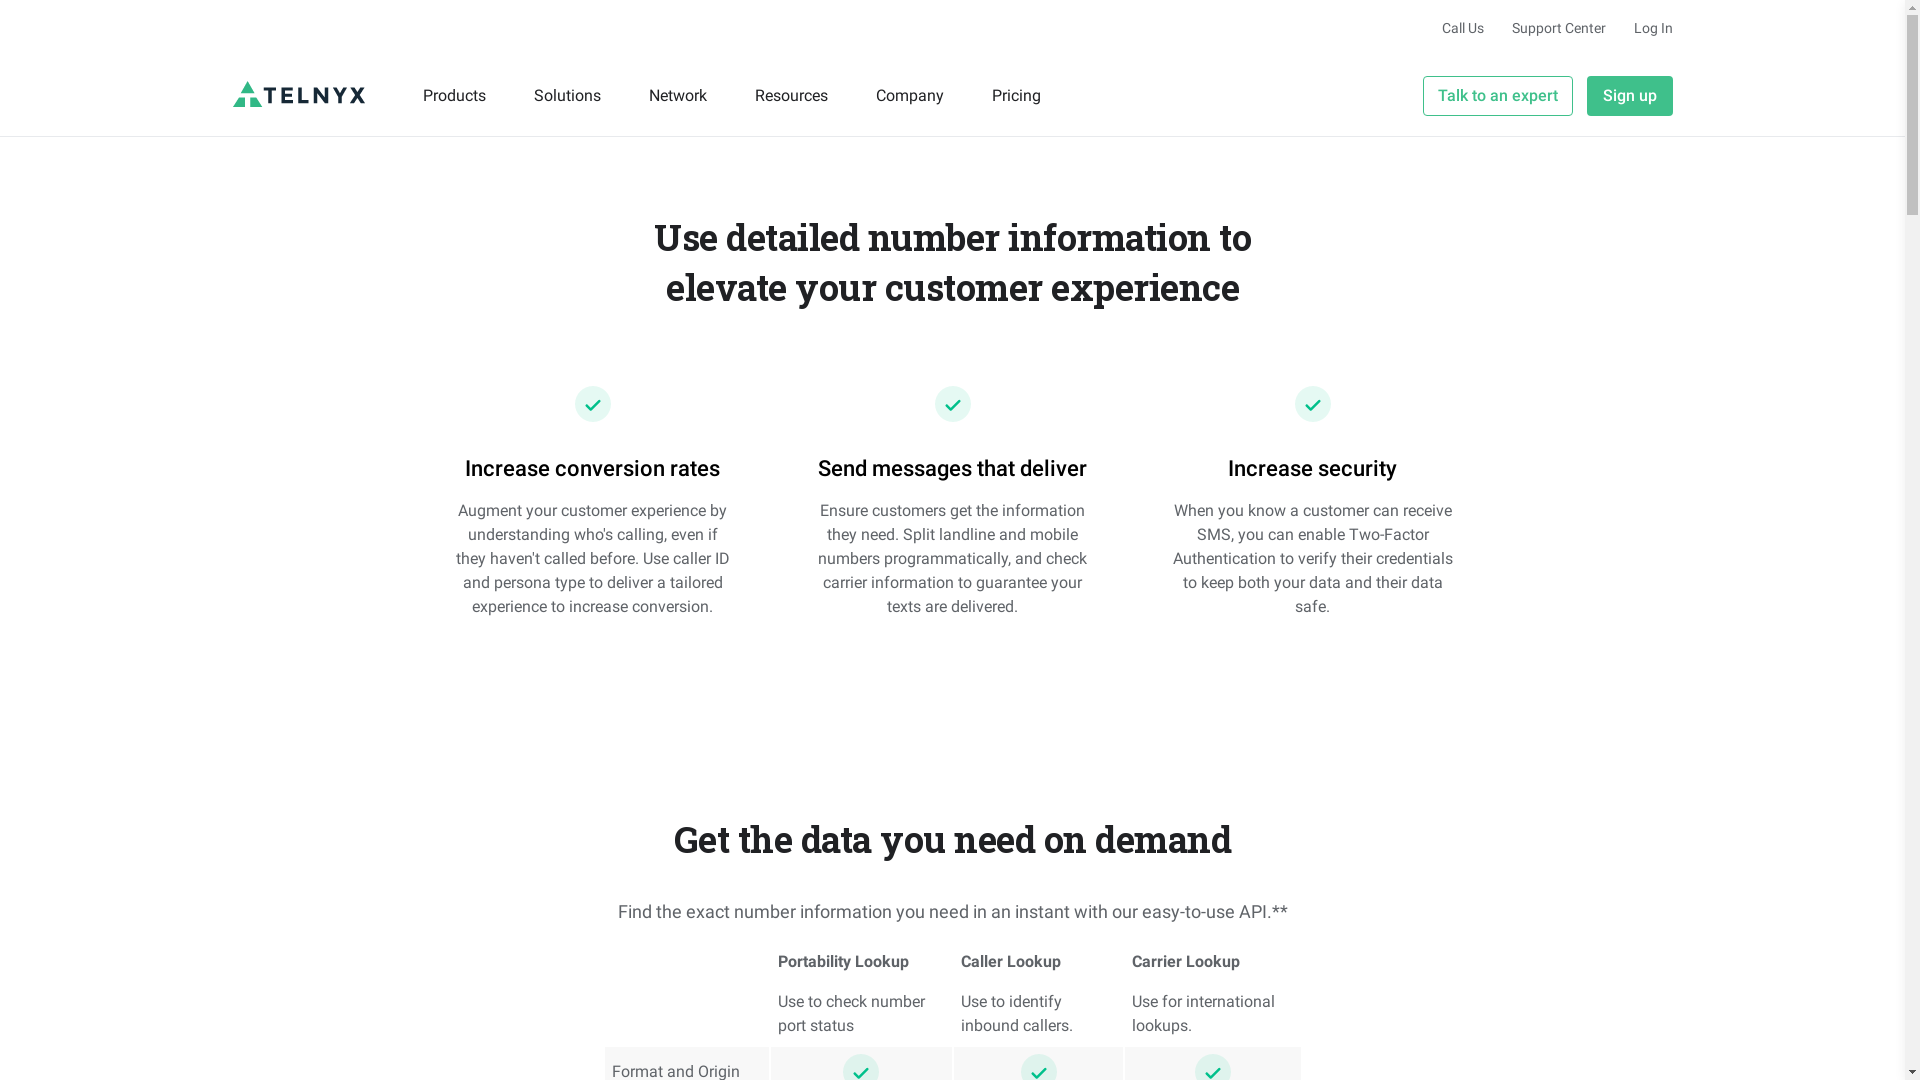 Call Us Support Center Log In
TELNYX Products Solutions Network Resources Company Pricing Talk to an expert Sign up
Use detailed number information to
elevate your customer experience
Increase conversion rates
Augment your customer experience by
understanding who's calling, even if
they haven't called before. Use caller ID
and persona type to deliver a tailored
experience to increase conversion.
Send messages that deliver
Ensure customers get the information
they need. Split landline and mobile
numbers programmatically, and check
carrier information to guarantee your
texts are delivered.
Increase security
When you know a customer can receive
SMS, you can enable Two-Factor
Authentication to verify their credentials
to keep both your data and their data
safe.
Get the data you need on demand
Find the exact number information you need in an instant with our easy-to-use API.**
Portability Lookup Caller Lookup Carrier Lookup
Use to check number
port status
Use to identify
inbound callers.
Use for international
lookups.
Format and Origin